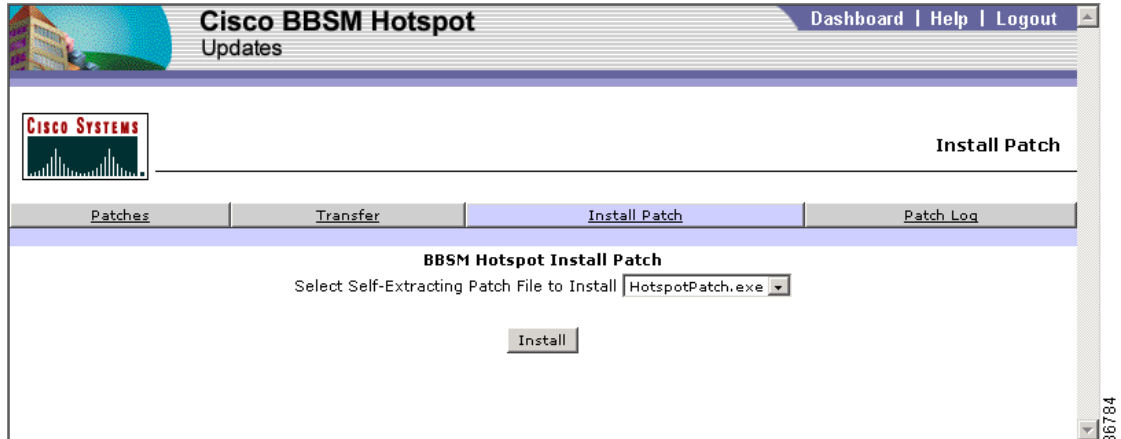 Cisco BBSM Hotspot
Dashboard | Help | Logout
Updates
CISCO SYSTEMS
Install Patch
Patches Transfer Install Patch Patch Log
BBSM Hotspot Install Patch
Select Self-Extracting Patch File to Install HotspotPatch.exe
Install